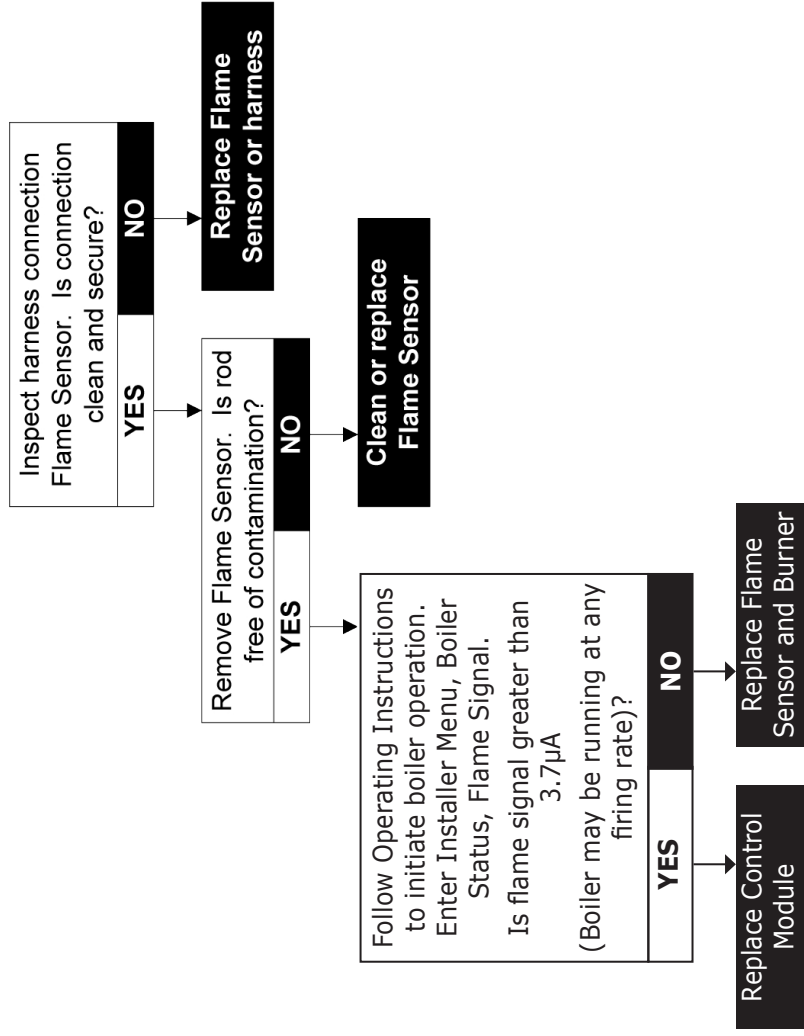 Inspect harness connection
Flame Sensor.  Is connection
clean and secure?
YES
NO
Replace Flame
Sensor or harness
Remove Flame Sensor.  Is rod
free of contamination?
YES
NO
Clean or replace
Flame Sensor
Follow Operating Instructions
to initiate boiler operation.
Enter Installer Menu, Boiler
Status, Flame Signal.
Is flame signal greater than
3.7µA
(Boiler may be running at any
firing rate)?
YES
NO
Replace Control
Module
Replace Flame
Sensor and Burner